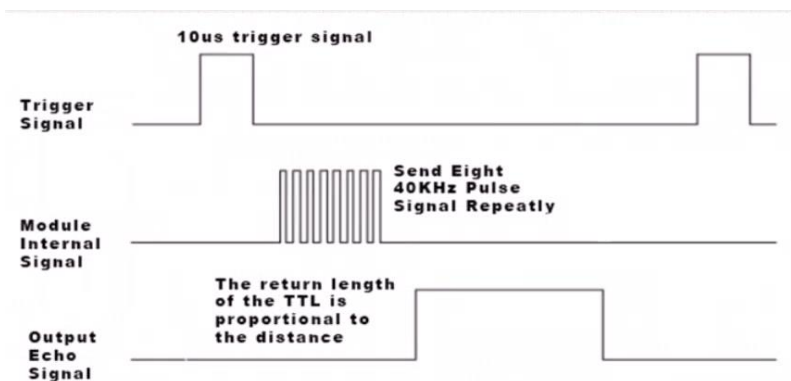 10us trigger signal
Trigger
Signal
Send Eight
40KHz Pulse
Signal Repeatly
Module
Internal
Signal
The return length
of the TTL is
proportional to
the distance
Output
Echo
Signal